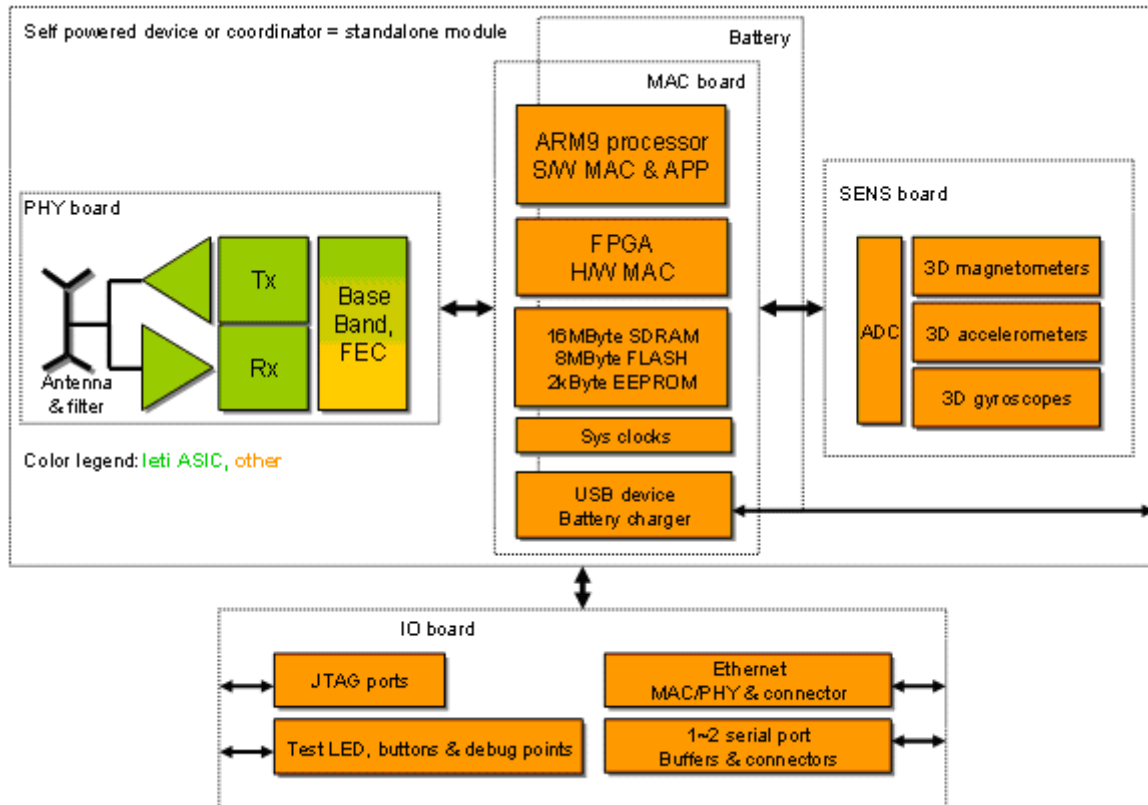 Self powered device or coordinator = standalone module
Battery
MAC board
ARM9 processor
S/W MAC & APP
FPGA
H/W MAC
16MByte SDRAM
8MByte FLASH
2kByte EEPROM
Sys clocks
USB device
Battery charger
PHY board
Tx
Rx
Base
Band,
FEC
Antenna
& filter
SENS board
ADC
3D magnetometers
3D accelerometers
3D gyroscopes
Color legend: leti ASIC, other
IO board
JTAG ports
Test LED, buttons & debug points
Ethernet
MAC/PHY & connector
1~2 serial port
Buffers & connectors